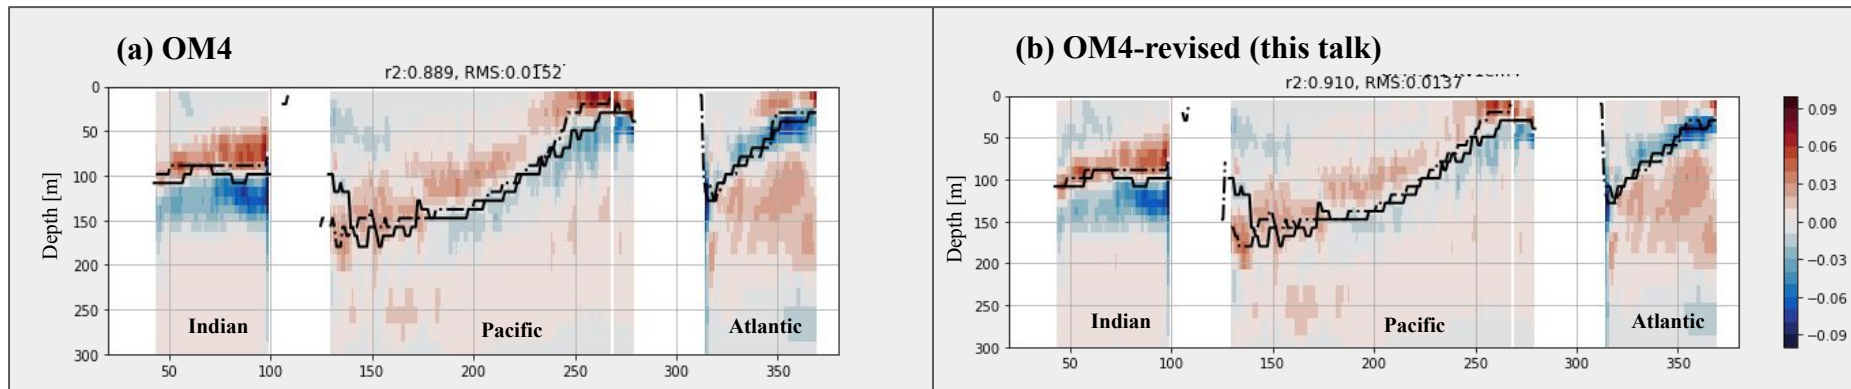 (a) OM4
r2:0.889, RMS:0.0152
0
50
100
150
200
250
300
Depth [m]
Indian
Pacific
Atlantic
50
100
150
200
250
300
350
(b) OM4-revised (this talk)
r2:0.910, RMS:0.0137
0
50
100
150
200
250
300
Depth [m]
Indian
Pacific
Atlantic
50
100
150
200
250
300
350
0.09
0.06
0.03
0.00
−0.03
−0.06
−0.09